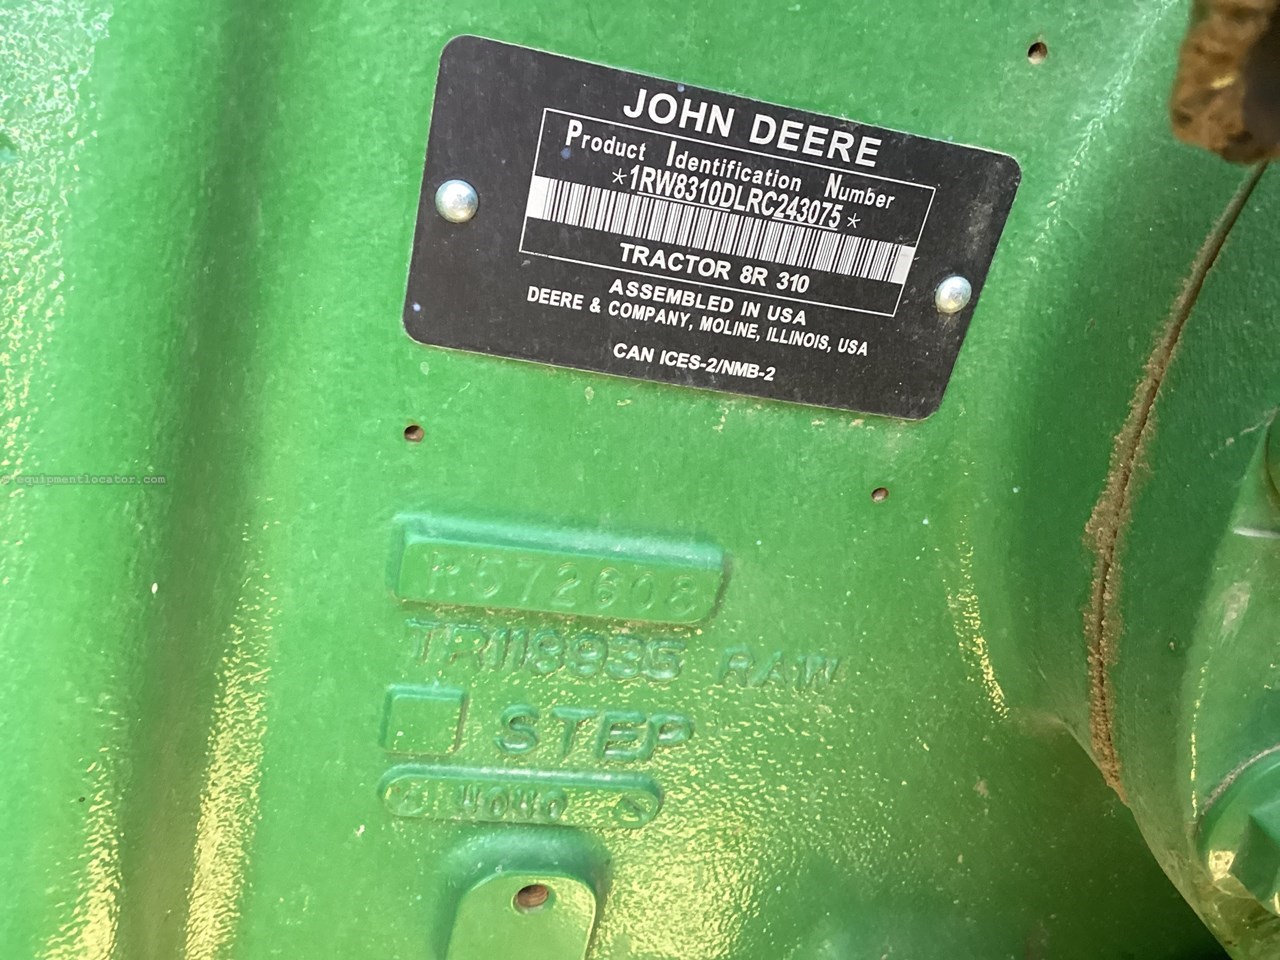 JOHN DEERE
Product Identification Number
*1RW8310DLRC243075*
TRACTOR 8R 310
ASSEMBLED IN USA
DEERE & COMPANY, MOLINE, ILLINOIS, USA
CAN ICES-2/NMB-2
equipmentlocator.com
R572608
TR118935 RAW
STEP